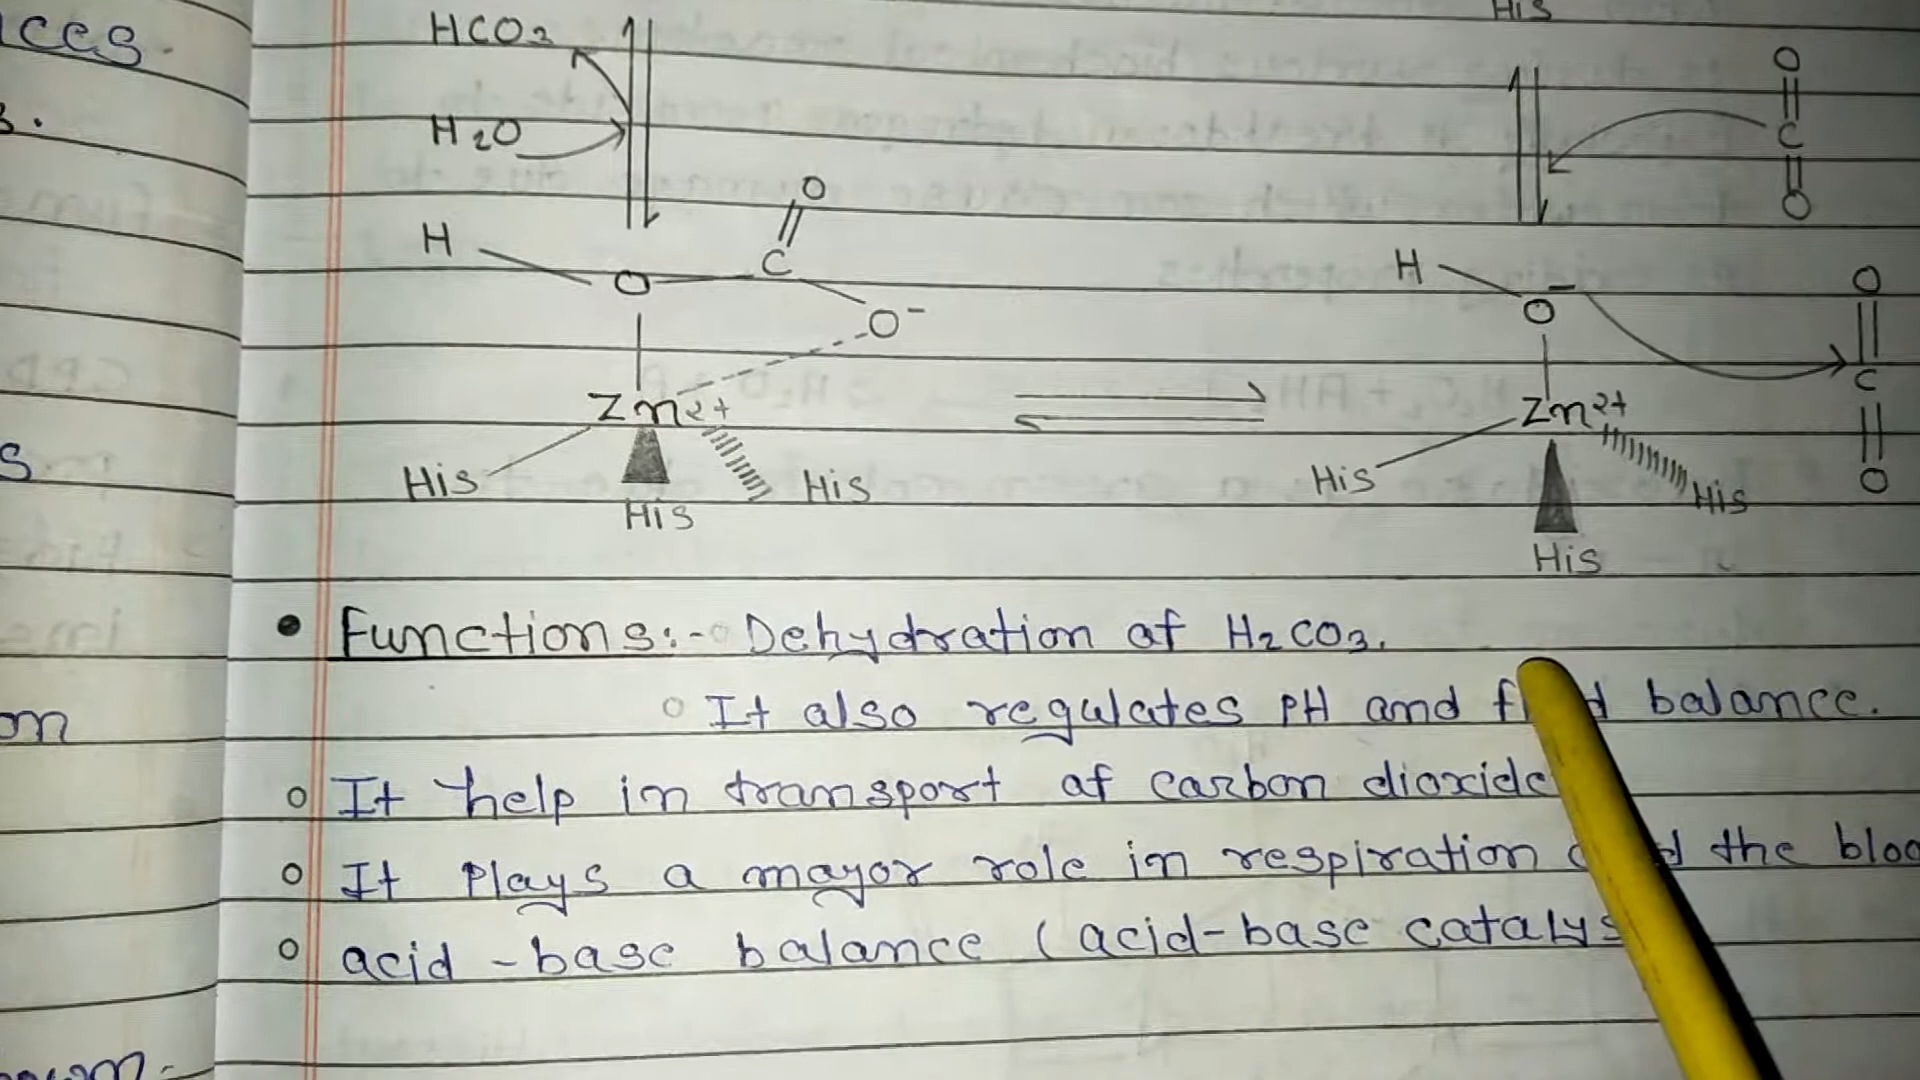 ces.
His
HCO3
H2O
O
C
O
O
H
C
O
O-
H
O-
O
C
O
Zn2+
Zn2+
His
His
His
His
His
His
s
• Functions:- Dehydration of H2CO3.
on
○ It also regulates PH and balance.
○ It help in transport of carbon dioxide
○ It Plays a mayor role in respiration the
○ acid - base balance (acid-base